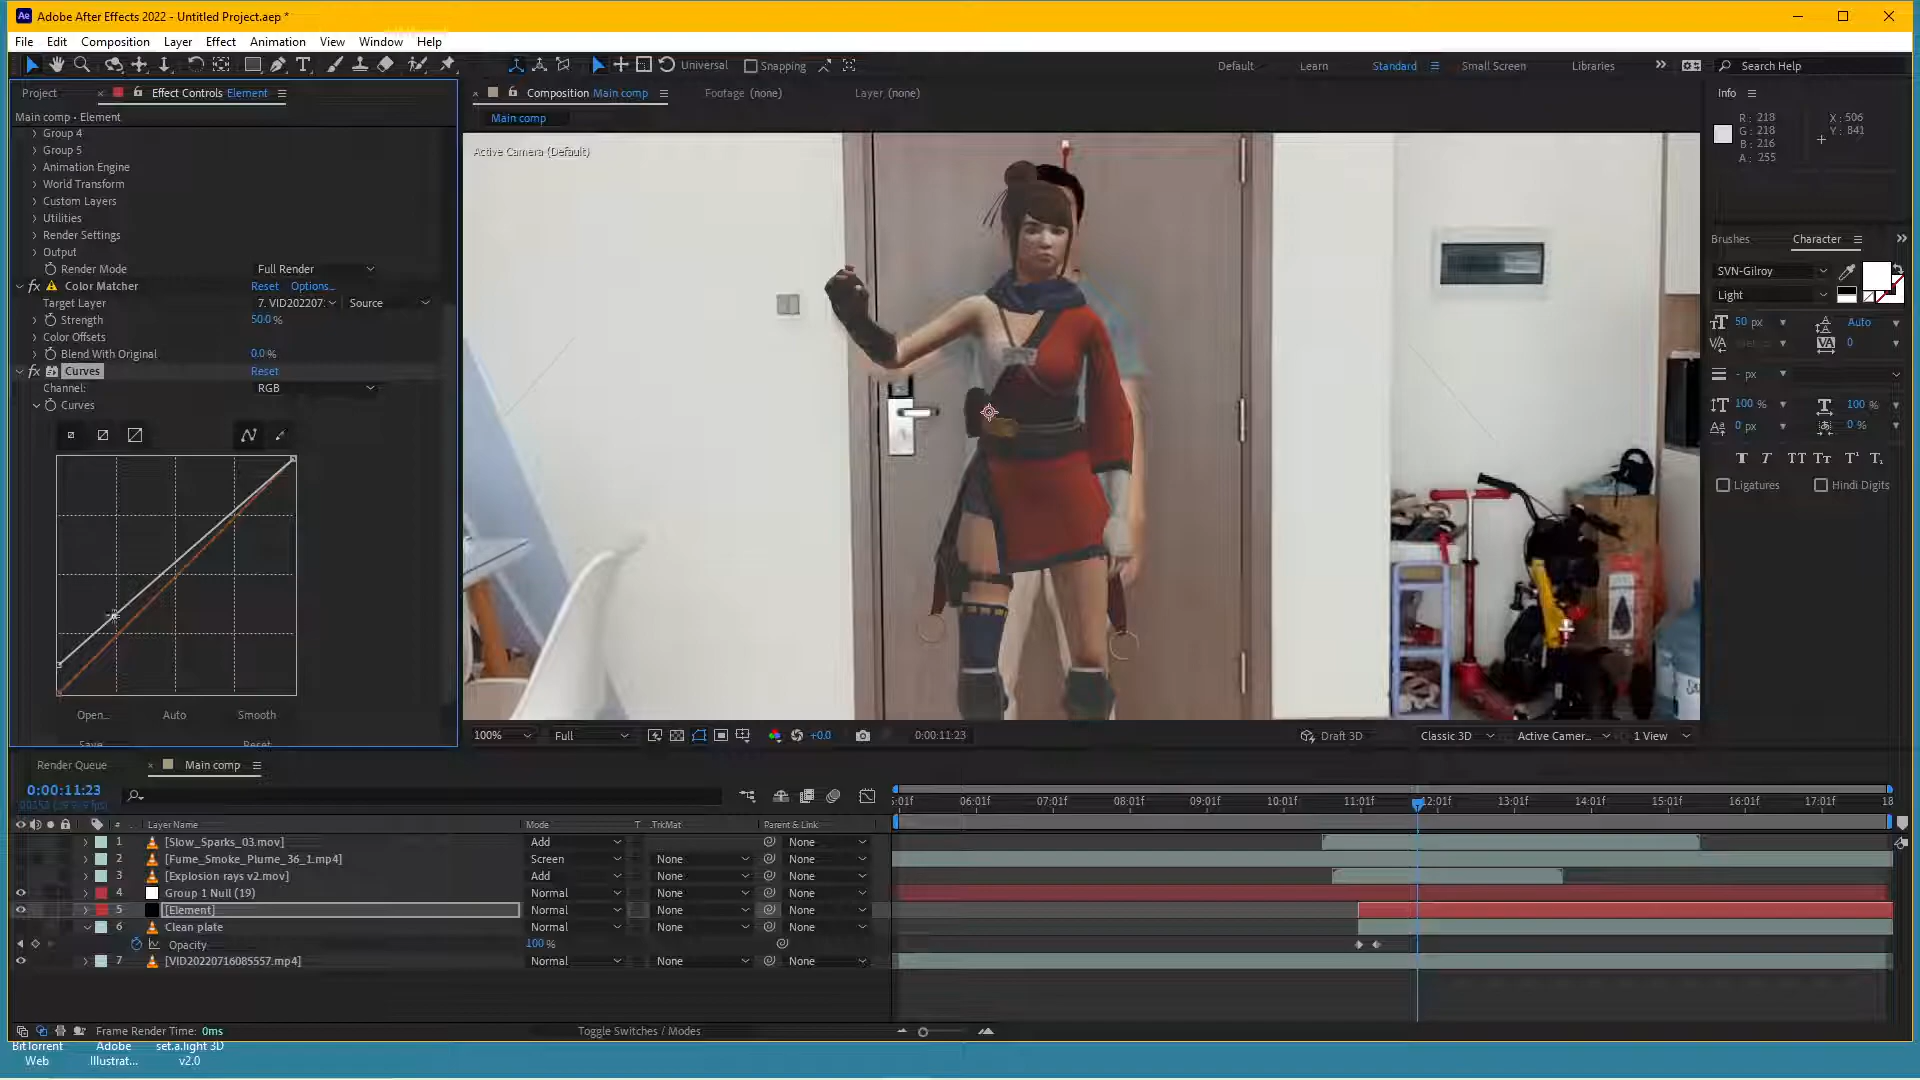 Adobe After Effects 2022 - Untitled Project.aep *
File Edit Composition Layer Effect Animation View Window Help
Universal Snapping Default Learn Standard Small Screen Libraries Search Help
Project Effect Controls Element
Composition Main comp
Footage (none)
Layer (none)
Info
Main comp • Element
Main comp
Active Camera (Default)
R: 218
G: 218
B: 216
A: 255
X: 506
Y: 841
Group 4
Group 5
Animation Engine
World Transform
Custom Layers
Utilities
Render Settings
Output
Render Mode Full Render
fx Color Matcher Reset Options...
Target Layer 7. VID202207: Source
Strength 50.0 %
Color Offsets
Blend With Original 0.0 %
fx Curves Reset
Channel: RGB
Curves
Open... Auto Smooth
Save Reset
Brushes Character
SVN-Gilroy
Light
50 px Auto
0
- px
100 % 100 %
0 px 0 %
T T TT Tt T¹ T₁
Ligatures Hindi Digits
100% Full +0.0 0:00:11:23 Draft 3D Classic 3D Active Camer... 1 View
Render Queue Main comp
0:00:11:23
5:01f 06:01f 07:01f 08:01f 09:01f 10:01f 11:01f 12:01f 13:01f 14:01f 15:01f 16:01f 17:01f 18
# Layer Name Mode T .TrkMat Parent & Link
1 [Slow_Sparks_03.mov] Add None
2 [Fume_Smoke_Plume_36_1.mp4] Screen None None
3 [Explosion rays v2.mov] Add None None
4 Group 1 Null (19) Normal None None
5 [Element] Normal None None
6 Clean plate Normal None None
Opacity 100 %
7 [VID20220716085557.mp4] Normal None None
Frame Render Time: 0ms Toggle Switches / Modes
BitTorrent Web
Adobe Illustrat...
set.a.light 3D v2.0